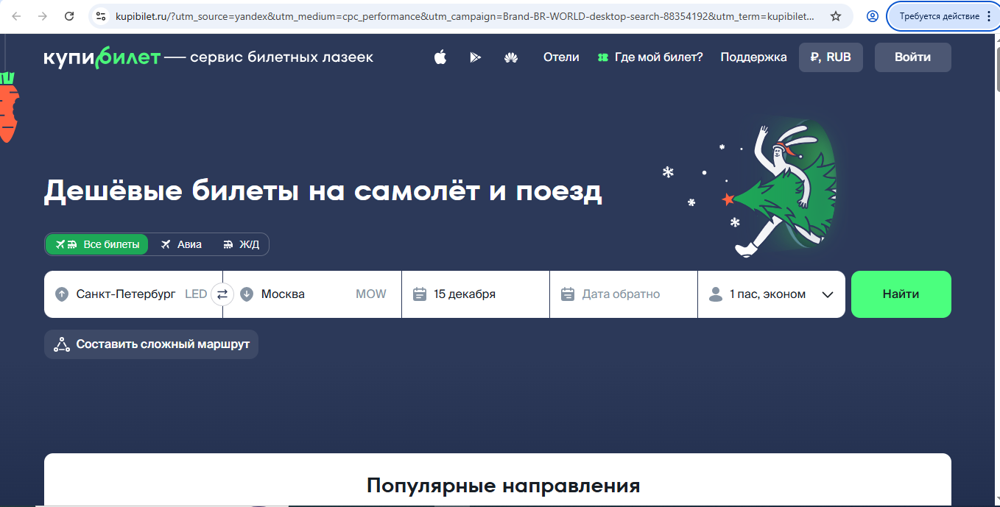 kupibilet.ru/?utm_source=yandex&utm_medium=cpc_performance&utm_campaign=Brand-BR-WORLD-desktop-search-88354192&utm_term=kupibilet...
Требуется действие
купибилет — сервис билетных лазеек
Отели
Где мой билет?
Поддержка
₽, RUB
Войти
Дешёвые билеты на самолёт и поезд
Все билеты
Авиа
Ж/Д
Санкт-Петербург LED
Москва MOW
15 декабря
Дата обратно
1 пас, эконом
Найти
Составить сложный маршрут
Популярные направления